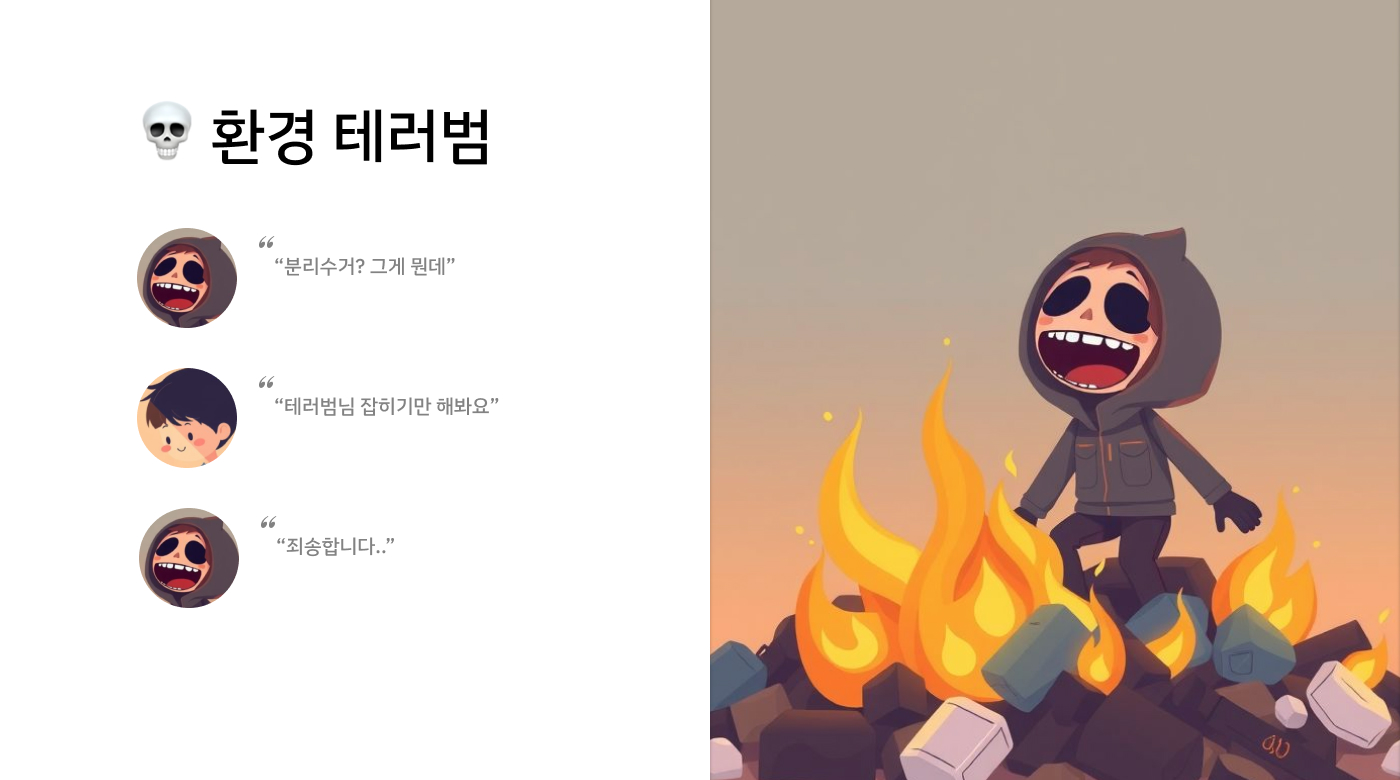 💀 환경 테러범
“
“분리수거? 그게 뭔데”
“
“테러범님 잡히기만 해봐요”
“
“죄송합니다..”